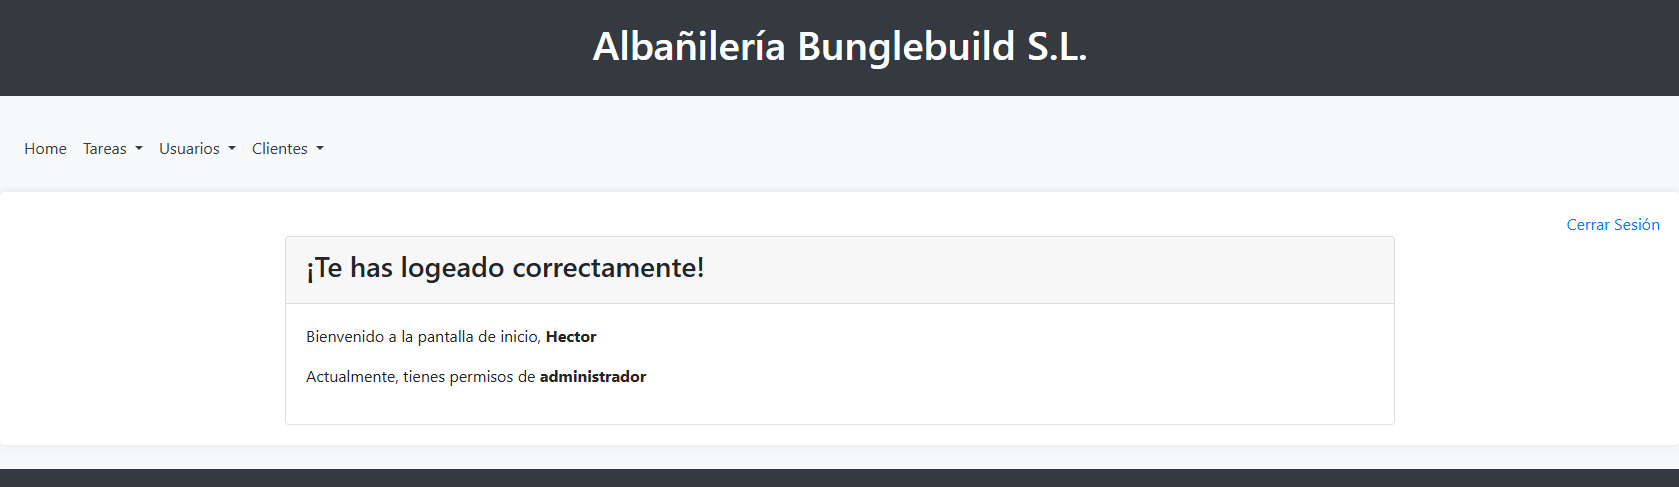 Albañilería Bunglebuild S.L.
Home Tareas Usuarios Clientes
Cerrar Sesión
¡Te has logeado correctamente!
Bienvenido a la pantalla de inicio, Hector
Actualmente, tienes permisos de administrador